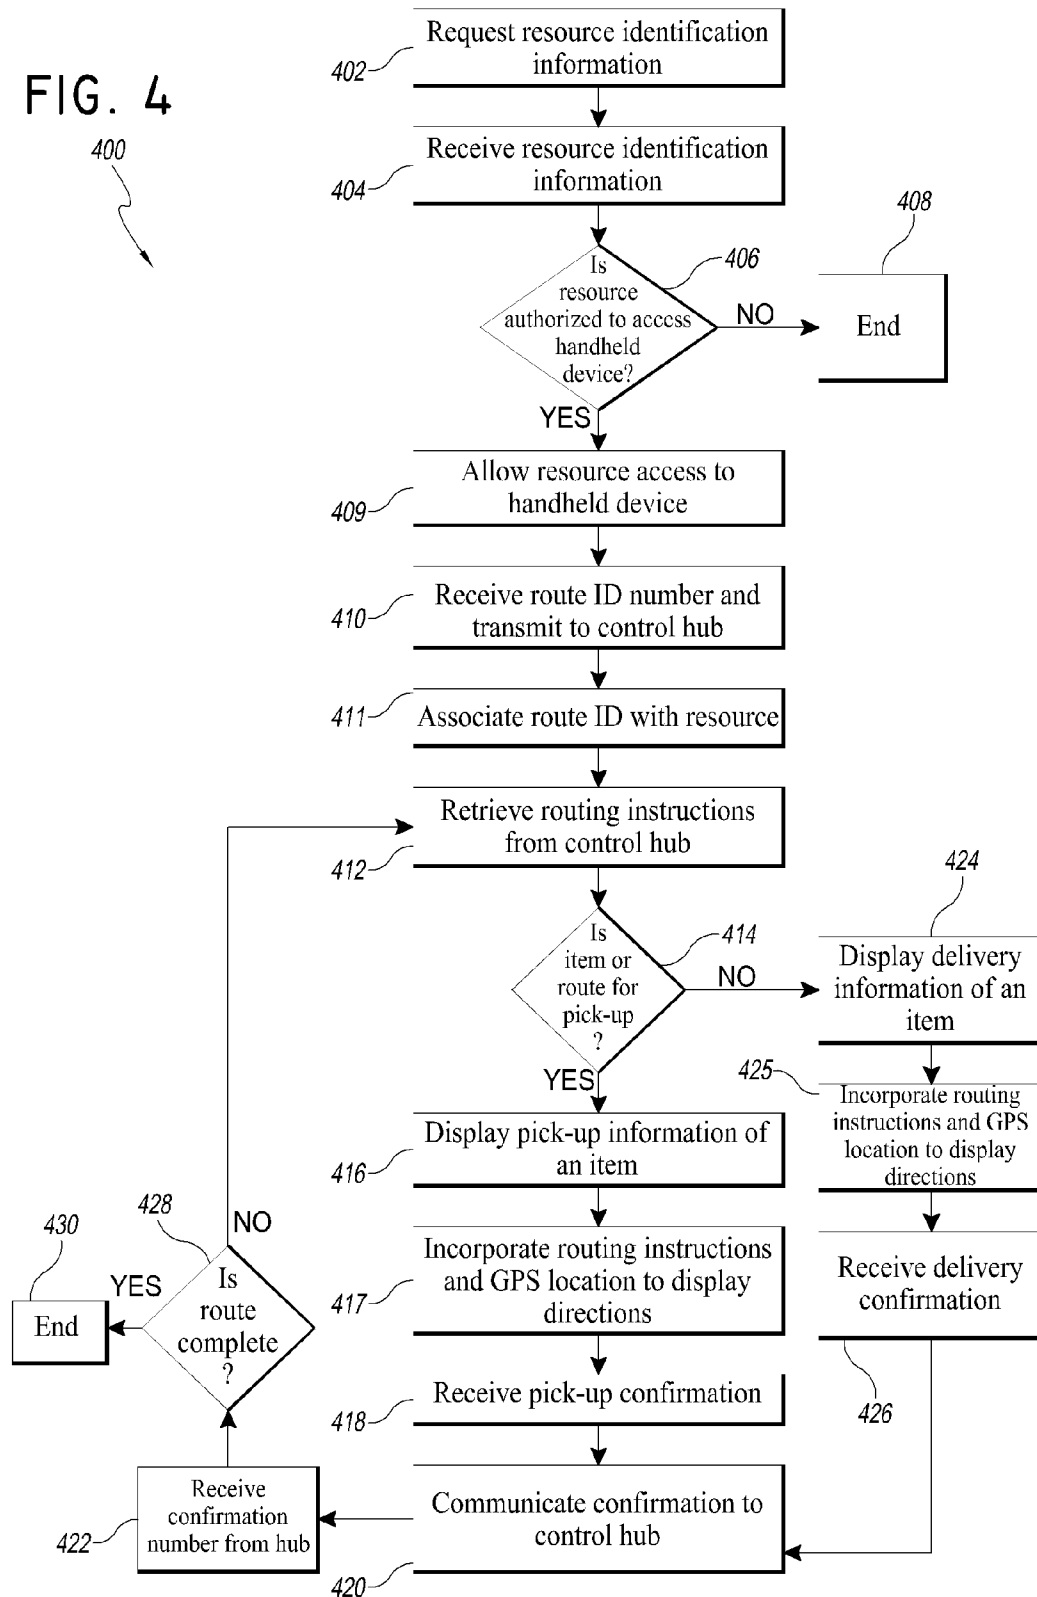 FIG. 4
400
Request resource identification
information
402
Receive resource identification
information
404
Is
resource
authorized to access
handheld
device?
406
NO
408
End
YES
Allow resource access to
handheld device
409
Receive route ID number and
transmit to control hub
410
Associate route ID with resource
411
Retrieve routing instructions
from control hub
412
Is
item or
route for
pick-up
?
414
NO
424
Display delivery
information of an
item
YES
425
Incorporate routing
instructions and GPS
location to display
directions
Display pick-up information of
an item
416
Incorporate routing instructions
and GPS location to display
directions
417
Receive delivery
confirmation
426
Receive pick-up confirmation
418
Communicate confirmation to
control hub
420
Receive
confirmation
number from hub
422
428
NO
Is
route
complete
?
YES
430
End